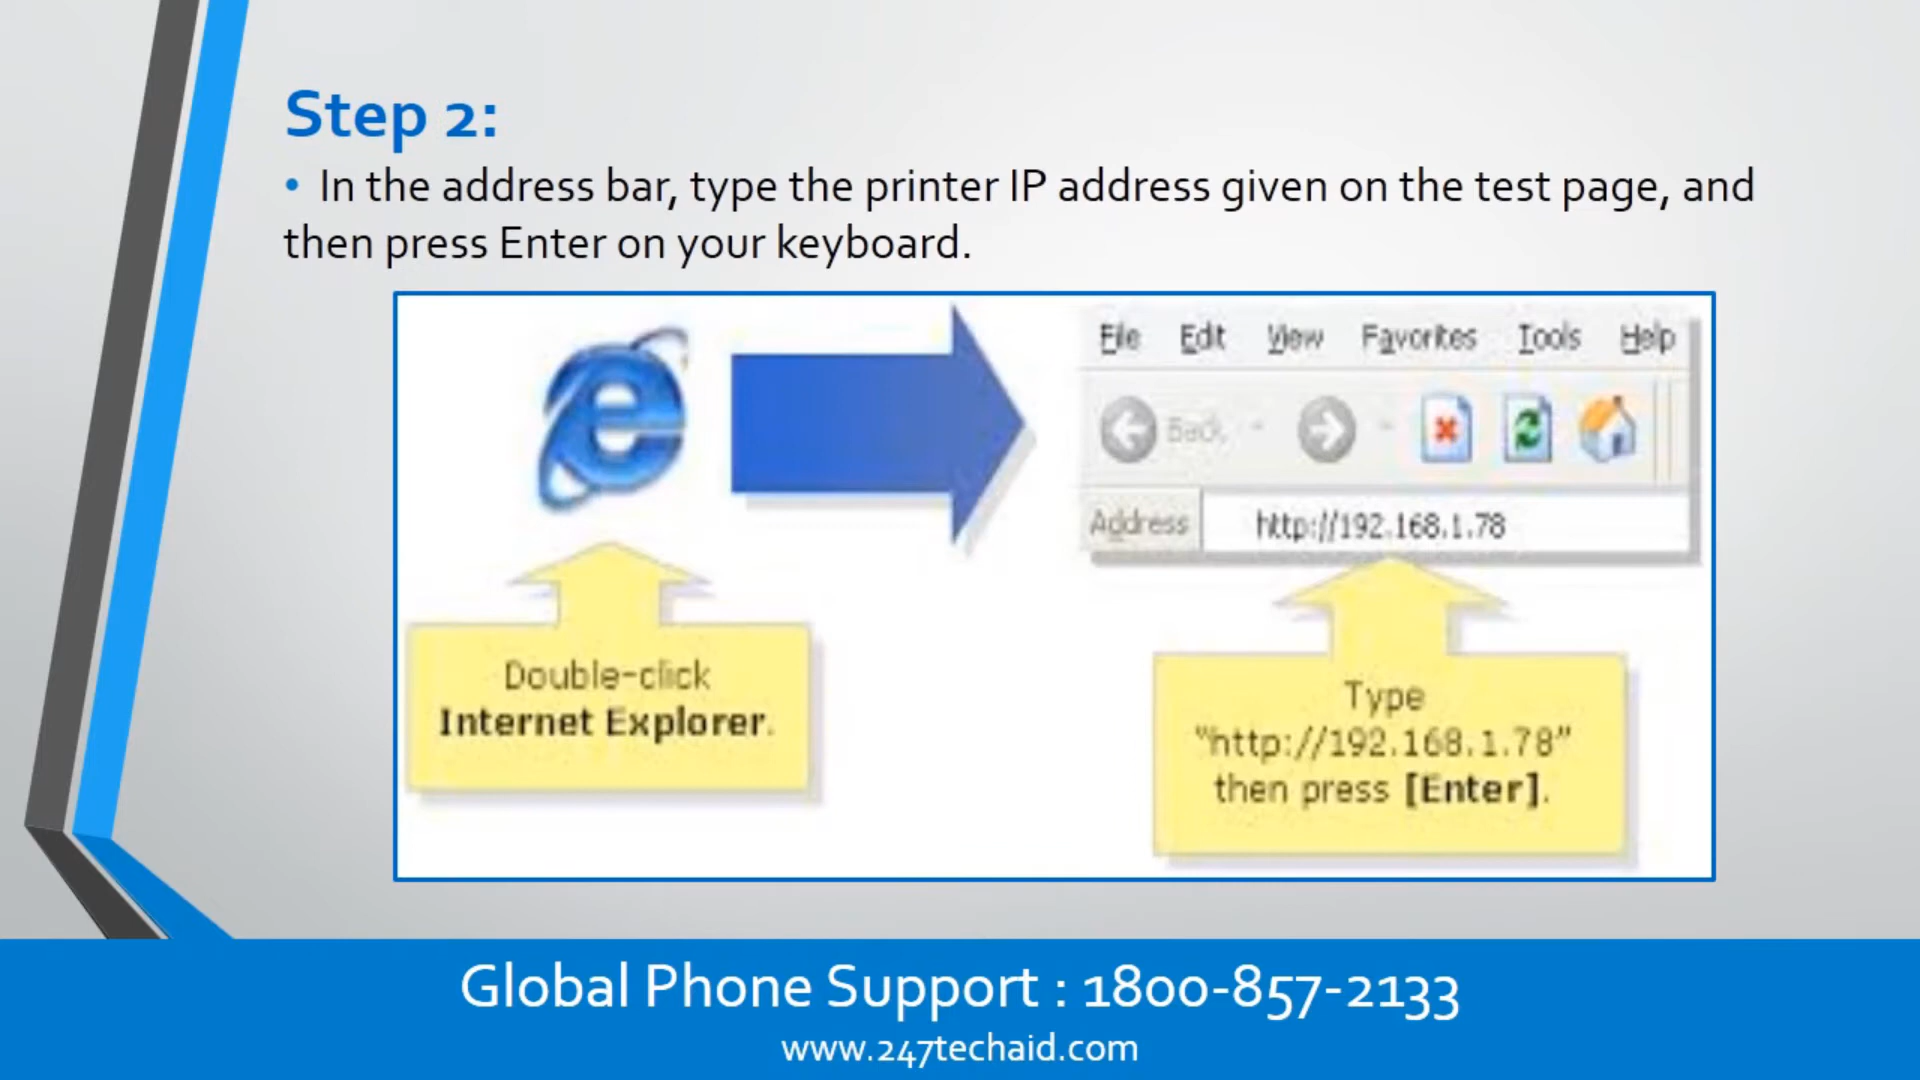 Step 2:
• In the address bar, type the printer IP address given on the test page, and
then press Enter on your keyboard.
File Edit View Favorites Tools Help
Back
Address http://192.168.1.78
Double-click
Internet Explorer.
Type
"http://192.168.1.78"
then press [Enter].
Global Phone Support : 1800-857-2133
www.247techaid.com